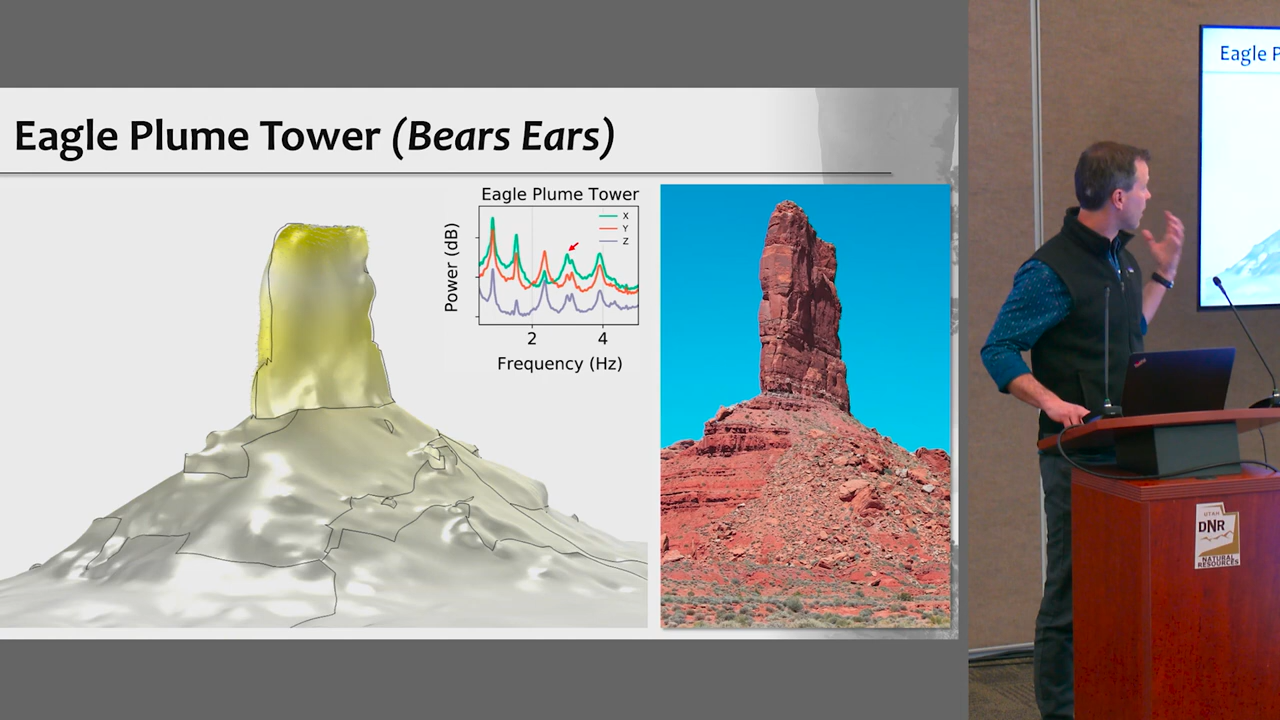 Eagle Plume Tower (Bears Ears)
Eagle Plume Tower
X
Y
Z
Power (dB)
2 4
Frequency (Hz)
Eagle P
UTAH
DNR
NATURAL
RESOURCES